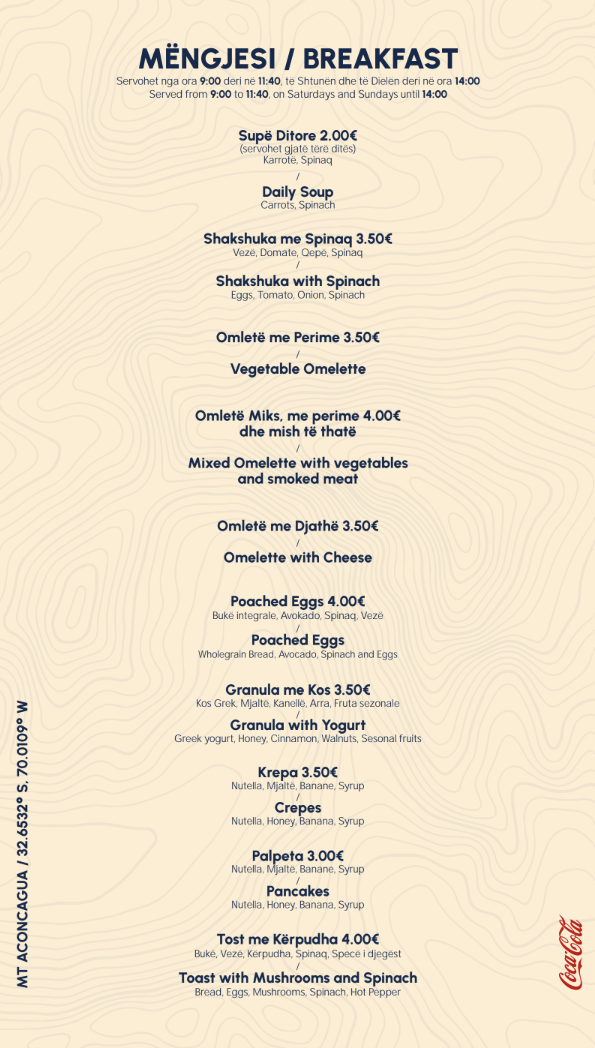 MËNGJESI / BREAKFAST
Servohet nga ora 9:00 deri në 11:40, të Shtunën dhe të Dielën deri në ora 14:00
Served from 9:00 to 11:40, on Saturdays and Sundays until 14:00
Supë Ditore 2.00€
(servohet gjatë tërë ditës)
Karrotë, Spinaq
/
Daily Soup
Carrots, Spinach
Shakshuka me Spinaq 3.50€
Vezë, Domate, Qepë, Spinaq
/
Shakshuka with Spinach
Eggs, Tomato, Onion, Spinach
Omletë me Perime 3.50€
/
Vegetable Omelette
Omletë Miks, me perime 4.00€
dhe mish të thatë
/
Mixed Omelette with vegetables
and smoked meat
Omletë me Djathë 3.50€
/
Omelette with Cheese
Poached Eggs 4.00€
Bukë integrale, Avokado, Spinaq, Vezë
/
Poached Eggs
Wholegrain Bread, Avocado, Spinach and Eggs
Granula me Kos 3.50€
Kos Grek, Mjaltë, Kanellë, Arra, Fruta sezonale
/
Granula with Yogurt
Greek yogurt, Honey, Cinnamon, Walnuts, Sesonal fruits
Krepa 3.50€
Nutella, Mjaltë, Banane, Syrup
/
Crepes
Nutella, Honey, Banana, Syrup
Palpeta 3.00€
Nutella, Mjaltë, Banane, Syrup
/
Pancakes
Nutella, Honey, Banana, Syrup
Tost me Kërpudha 4.00€
Bukë, Vezë, Kërpudha, Spinaq, Specë i djegest
/
Toast with Mushrooms and Spinach
Bread, Eggs, Mushrooms, Spinach, Hot Pepper
MT ACONCAGUA / 32.6532° S, 70.0109° W
Coca-Cola